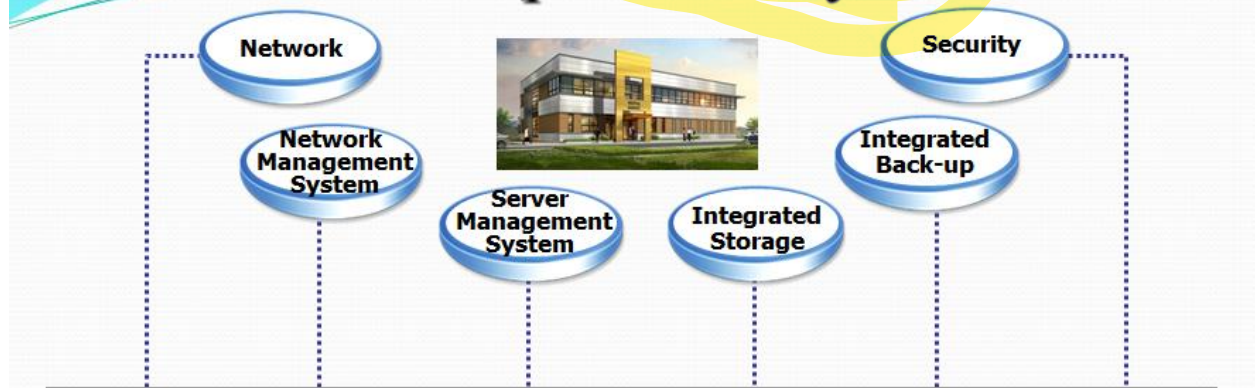 Network
Security
Network
Management
System
Integrated
Back-up
Server
Management
System
Integrated
Storage